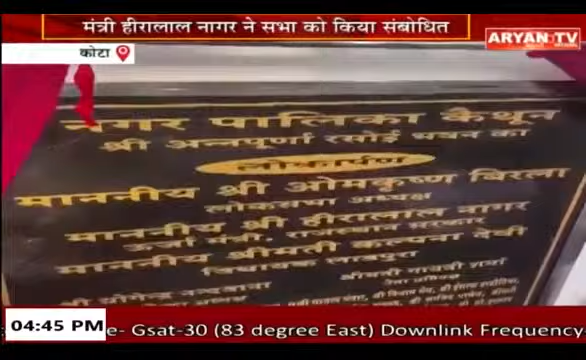 मंत्री हीरालाल नागर ने सभा को किया संबोधित
कोटा
ARYAN TV
नगर पालिका कैथून
श्री अन्नपूर्णा रसोई भवन का
लोकार्पण
माननीय श्री ओमकृष्ण बिरला
लोकसभा अध्यक्ष
माननीय श्री हीरालाल नागर
ऊर्जा मंत्री, राजस्थान सरकार
माननीय श्रीमती कल्पना देवी
विधायक लाडपुरा
04:45 PM
e- Gsat-30 (83 degree East) Downlink Frequency-